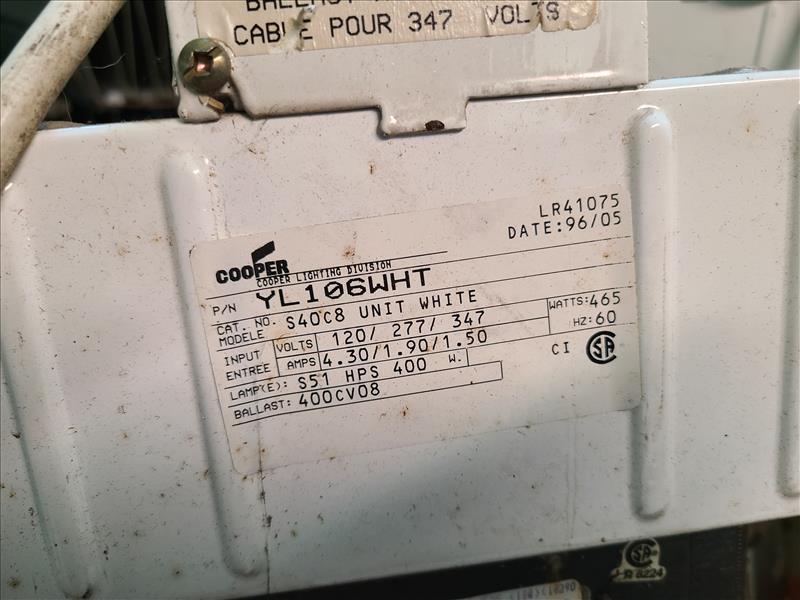 CABLE POUR 347 VOLTS
LR41075
DATE:96/05
COOPER
COOPER LIGHTING DIVISION
P/N YL106WHT
CAT. NO.
MODELE S40C8 UNIT WHITE
INPUT
ENTREE
VOLTS 120/ 277/ 347
AMPS 4.30/1.90/1.50
WATTS:465
HZ:60
LAMP(E): S51 HPS 400 W.
CI
BALLAST: 400CV08